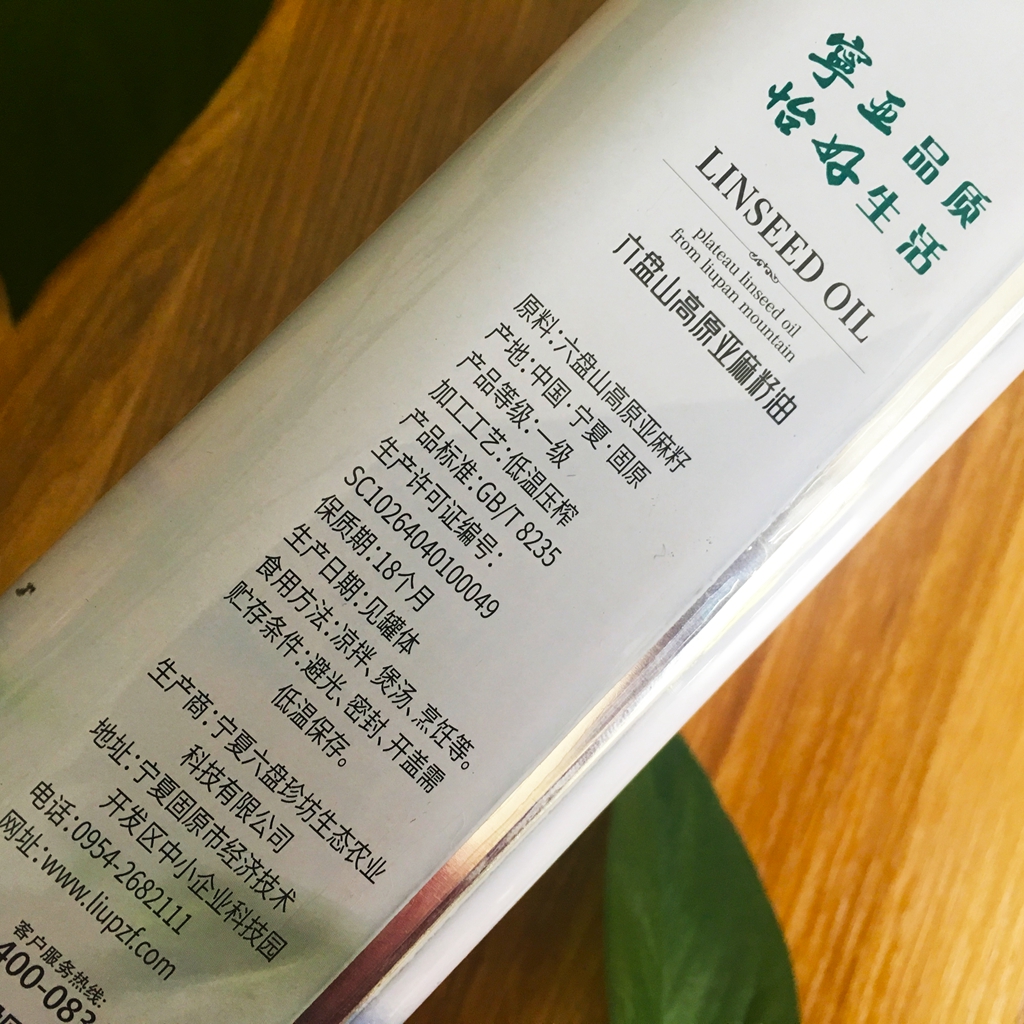 寧亚品质
怡好生活
LINSEED OIL
plateau linseed oil
from liupan mountain
六盘山高原亚麻籽油
原料:六盘山高原亚麻籽
产地:中国·宁夏·固原
产品等级:一级
加工工艺:低温压榨
产品标准:GB/T 8235
生产许可证编号:
SC10264040100049
保质期:18个月
生产日期:见罐体
食用方法:凉拌、煲汤、烹饪等。
贮存条件:避光、密封、开盖需
低温保存。
生产商:宁夏六盘珍坊生态农业
科技有限公司
地址:宁夏固原市经济技术
开发区中小企业科技园
电话:0954-2682111
网址:www.liupzf.com
客户服务热线:
400-083